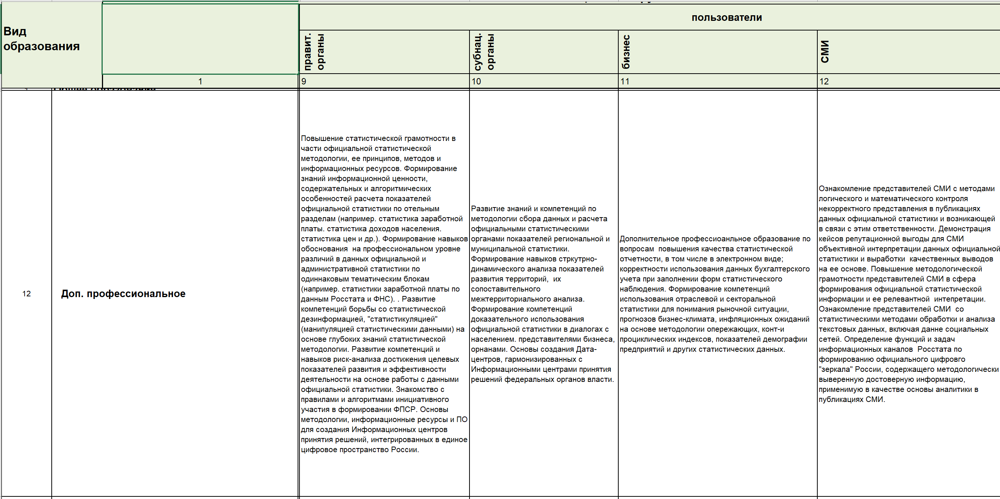 пользователи
Вид
образования
правит.
органы
субнац.
органы
бизнес
СМИ
1
9
10
11
12
12
Доп. профессиональное
Повышение статистической грамотности в
части официальной статистической
методологии, ее принципов, методов и
информационных ресурсов. Формирование
знаний информационной ценности,
содержательных и алгоритмических
особенностей расчета показателей
официальной статистики по отельным
разделам (например. статистика заработной
платы. статистика доходов населения.
статистика цен и др.). Формирование навыков
обоснования  на профессиональном уровне
различий в данных официальной и
административной статистики по
одиннаковым тематическим блокам
(например. статистики заработной платы по
данным Росстата и ФНС). . Развитие
компетенций борьбы со статистической
дезинформацией, "статистикуляцией"
(манипуляцией статистическими данными) на
основе глубоких знаний статистической
методологии. Развитие компетенций и
навыков риск-анализа достижения целевых
показателей развития и эффективности
деятельности на основе работы с данными
официальной статистики. Знакомство с
правилами и алгоритмами инициативного
участия в формировании ФПСР. Основы
методологии, информационные ресурсы и ПО
для создания Информационных центров
принятия решений, интегрированных в единое
цифровое пространство России.
Развитие знаний и компетенций по
методологии сбора данных и расчета
официальными статистическими
органами показателей региональной и
муниципальной статистики.
Формирование навыков стркутрно-
динамического анализа показателей
развития территорий,  их
сопоставительного
межтерриториального анализа.
Формирование компетенций
доказательного использования
официальной статистики в диалогах с
населением. представителями бизнеса,
орнанами. Основы создания Дата-
центров, гармонизированных с
Информационными центрами принятия
решений федеральных органов власти.
Дополнительное профессиоанльное образование по
вопросам  повышения качества статистической
отчетности, в том числе в электронном виде;
корректности использования данных бухгалтерского
учета при заполнении форм статистического
наблюдения. Формирование компетенций
использования отраслевой и секторальной
статистики для понимания рыночной ситуации,
прогнозов бизнес-климата, инфляционных ожиданий
на основе методологии опережающих, конт-и
проциклических индексов, показателей демографии
предприятий и других статистических данных.
Ознакомление представителей СМИ с методами
логического и математического контроля
некорректного представления в публикациях
данных официальной статистики и возникающей
в связи с этим ответственности. Демонстрация
кейсов репутационной выгоды для СМИ
объективной интерпретации данных официальной
статистики и выработки  качественных выводов
на ее основе. Повышение методологической
грамотности представителей СМИ в сфера
формирования официальной статистической
информации и ее релевантной  интепретации.
Ознакомление представителей СМИ  со
статистическими методами обработки и анализа
текстовых данных, включая данне социальных
сетей. Определение функций и задач
информационных каналов  Росстата по
формированию официального цифровго
"зеркала" России, содержащего методологически
выверенную достоверную информацию,
применимую в качестве основы аналитики в
публикациях СМИ.